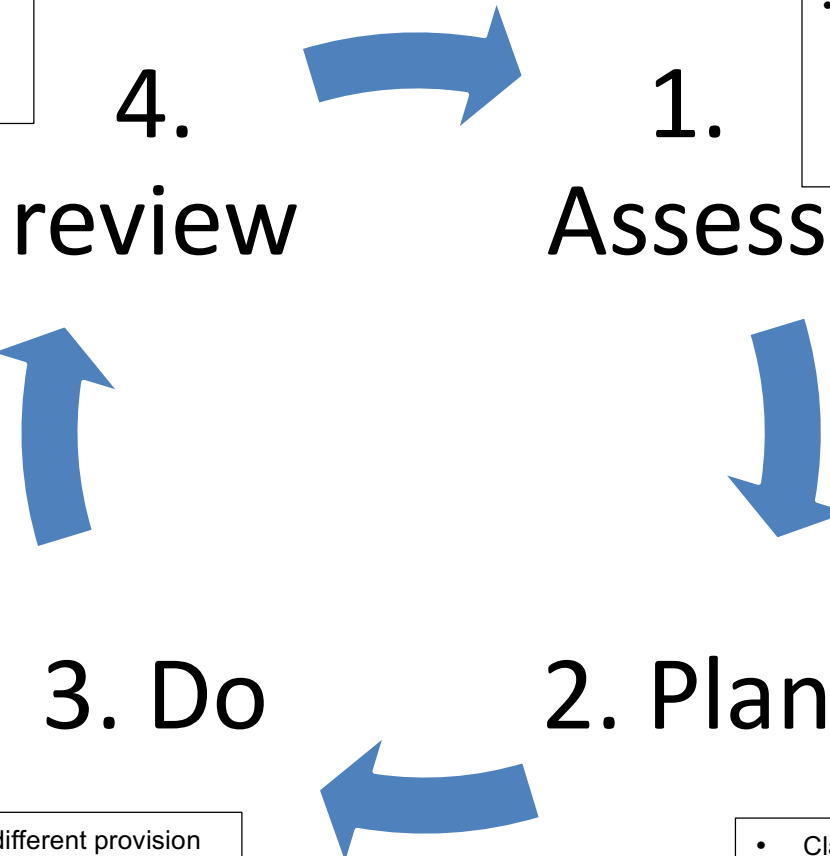 4.
review
1.
Assess
3. Do
2. Plan
different provision
•